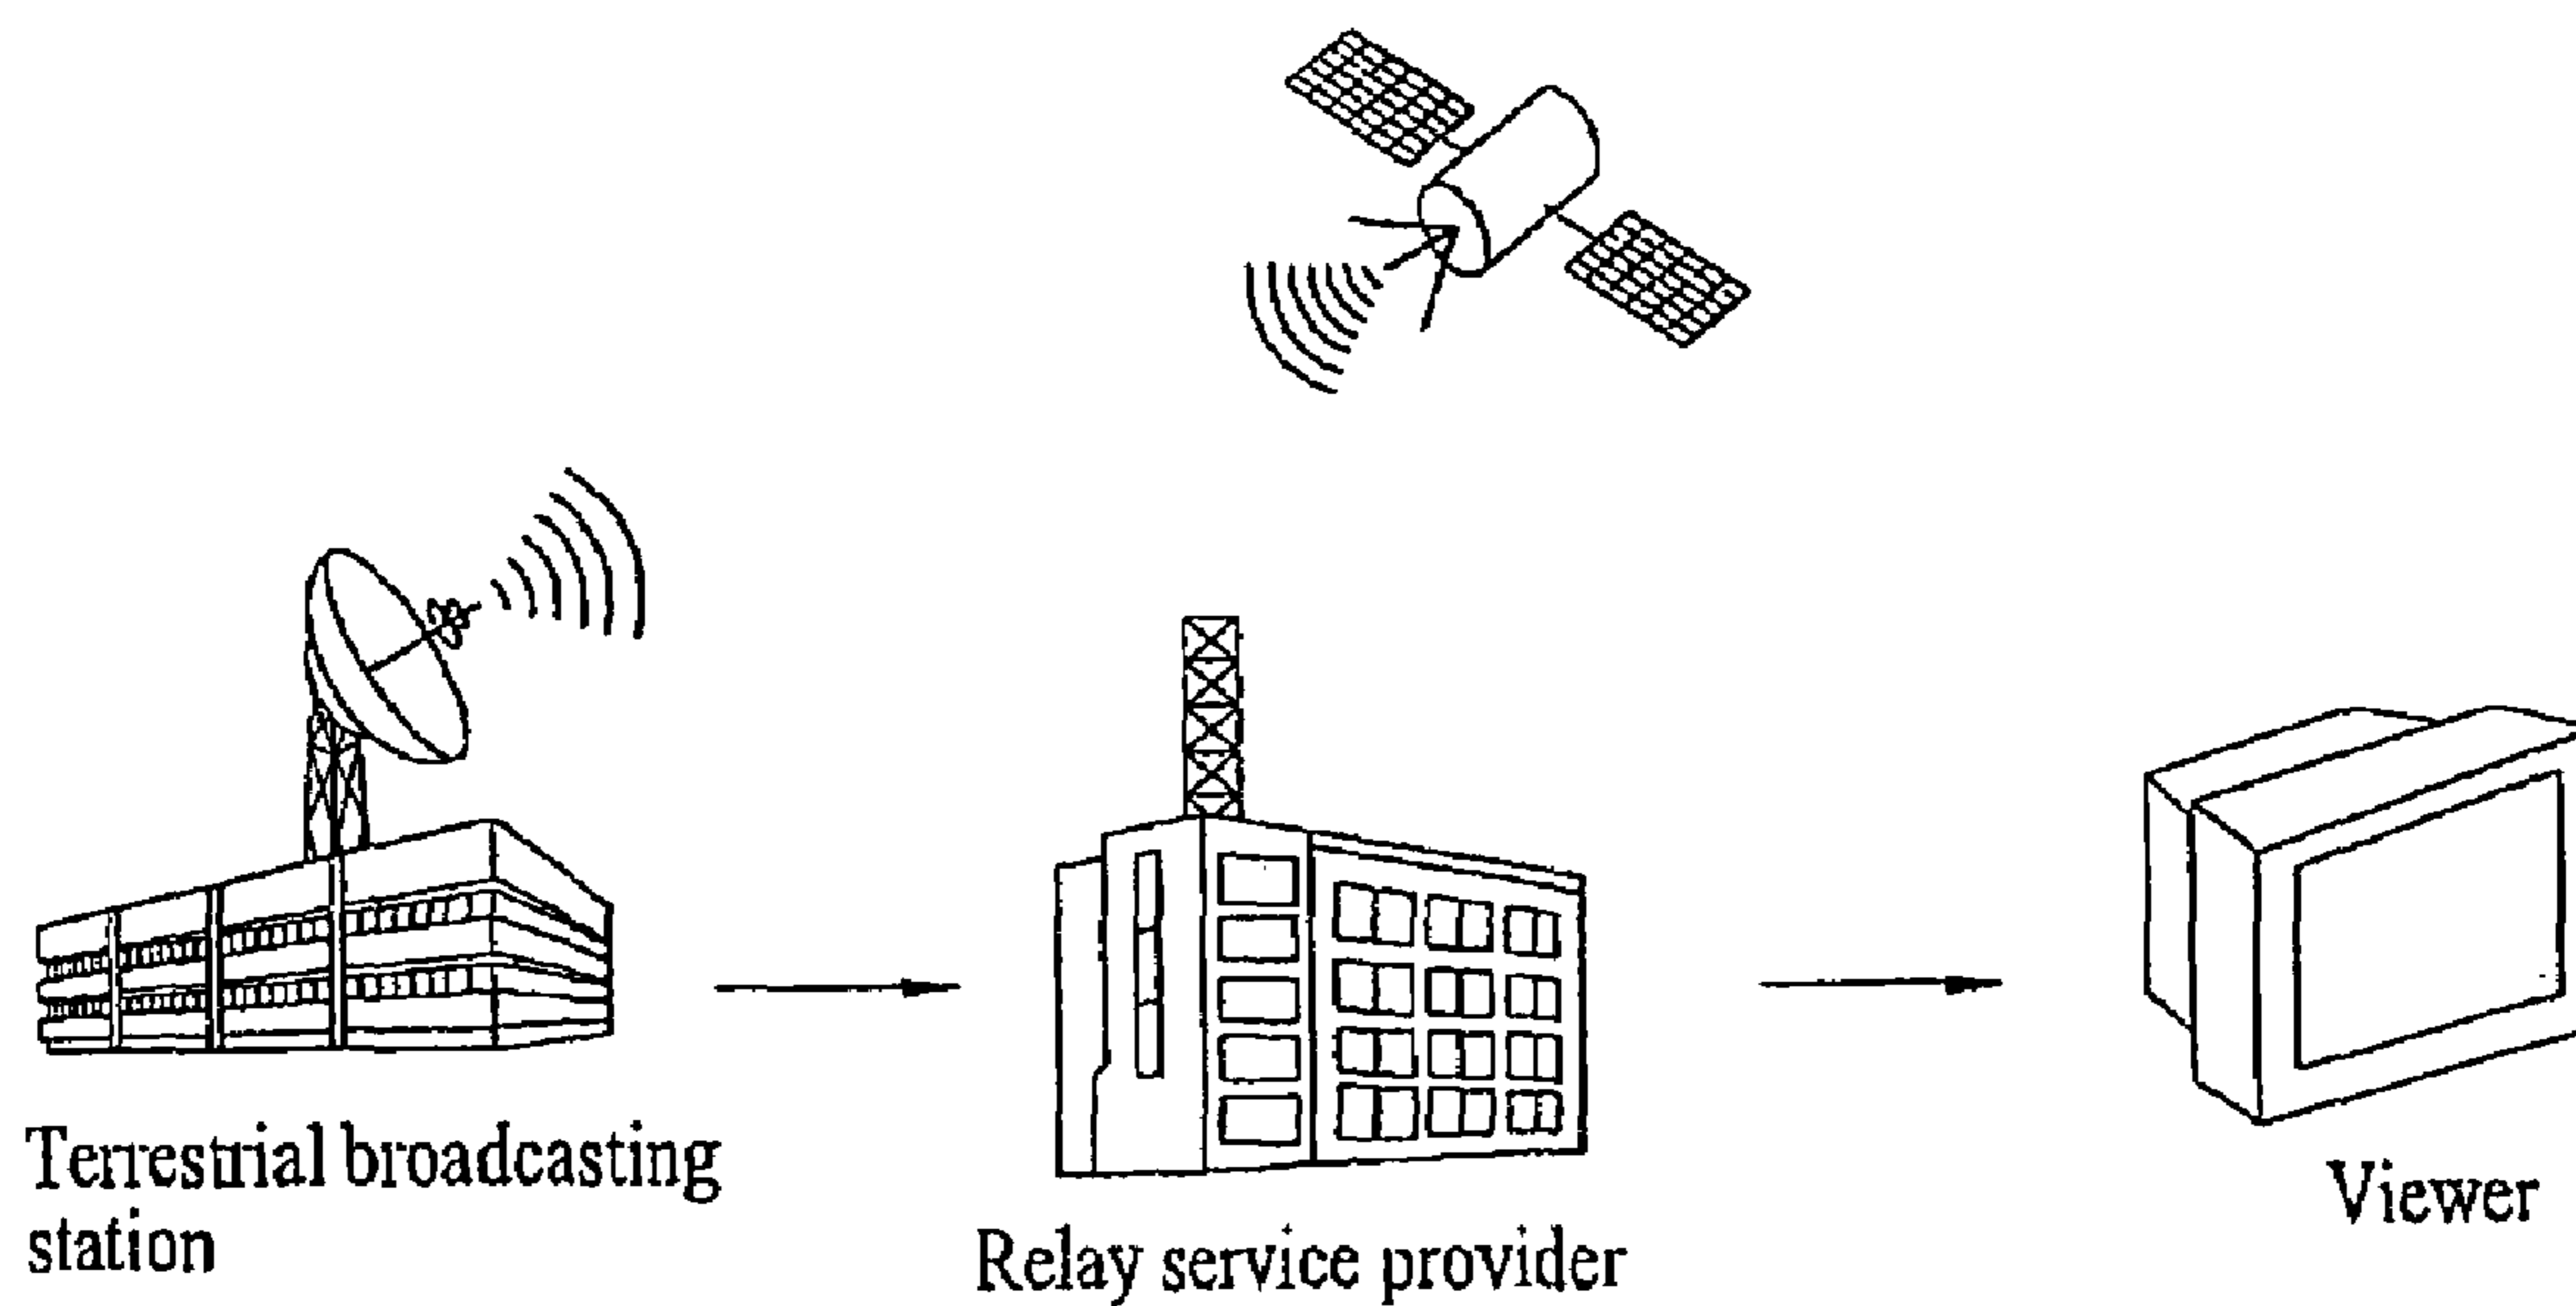 Terrestrial broadcasting
station
Relay service provider
Viewer